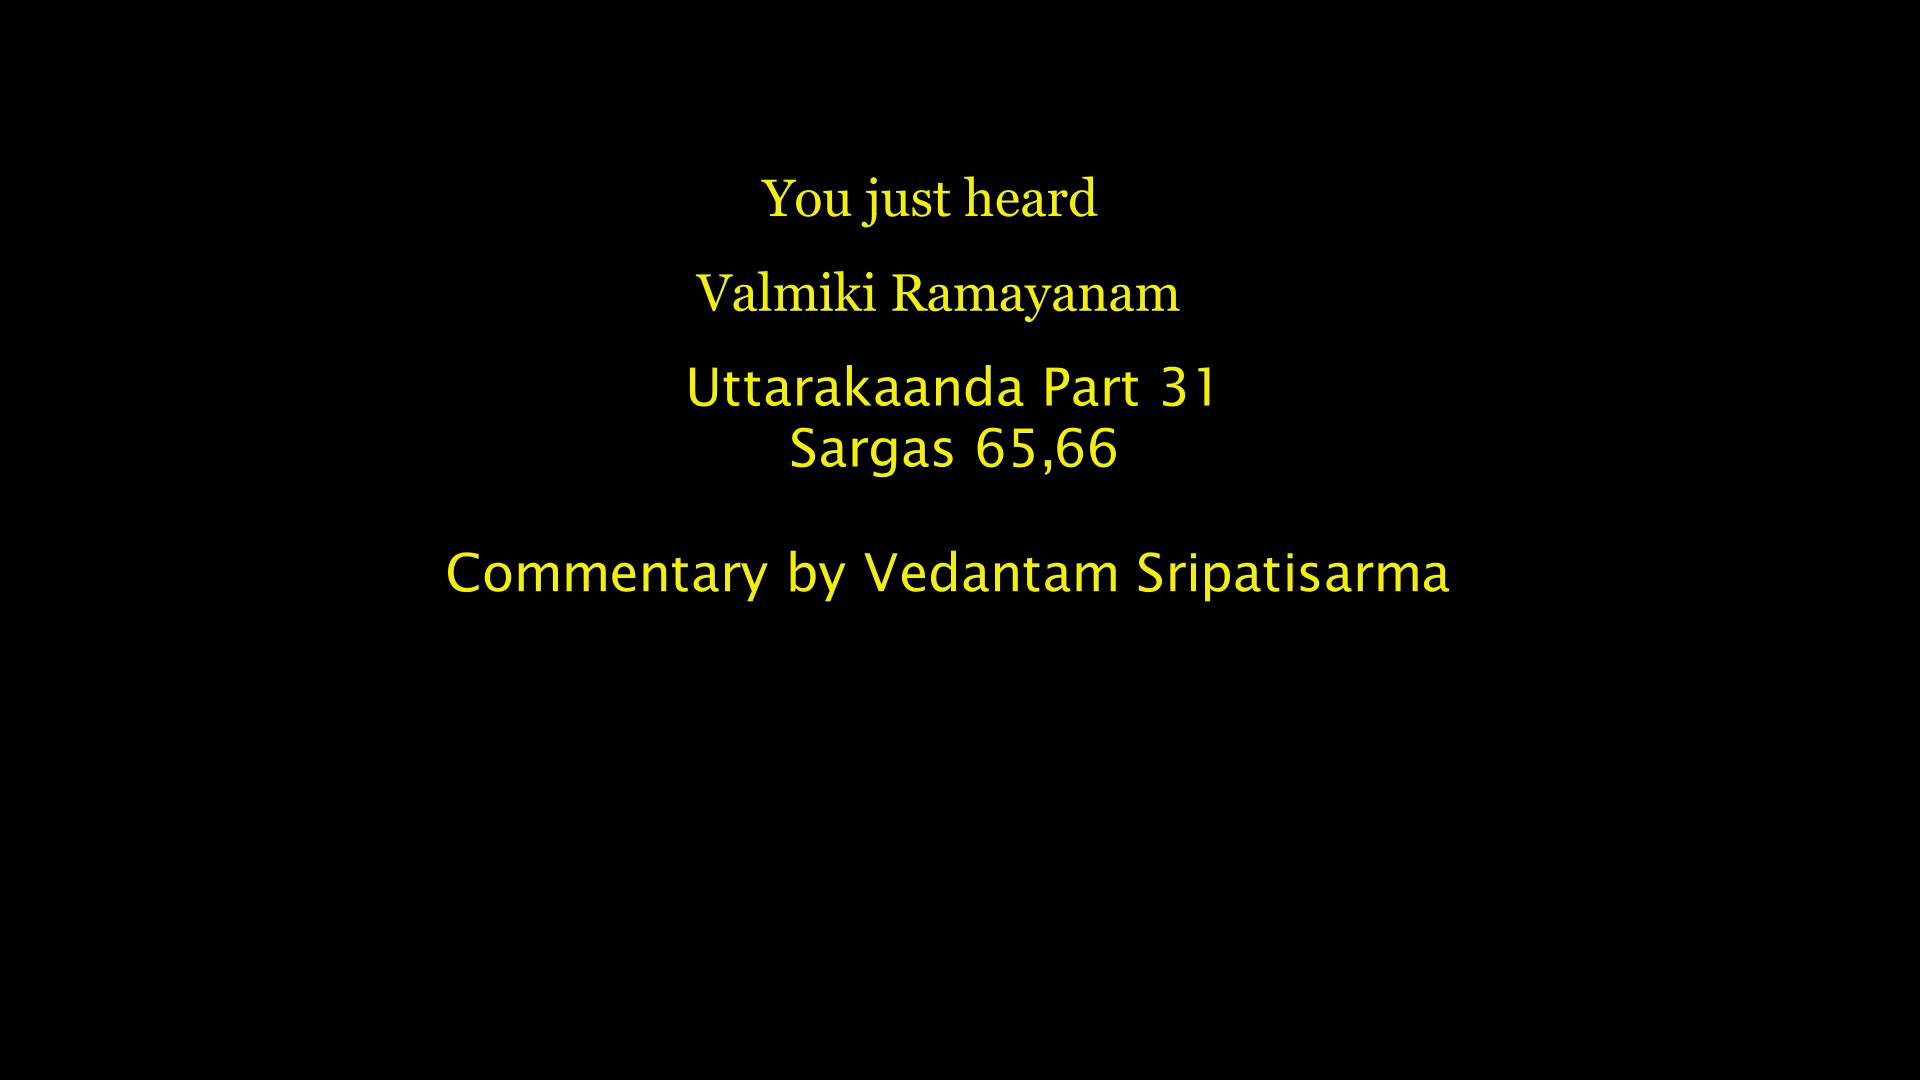 You just heard
Valmiki Ramayanam
Uttarakaanda Part 31
Sargas 65,66
Commentary by Vedantam Sripatisarma